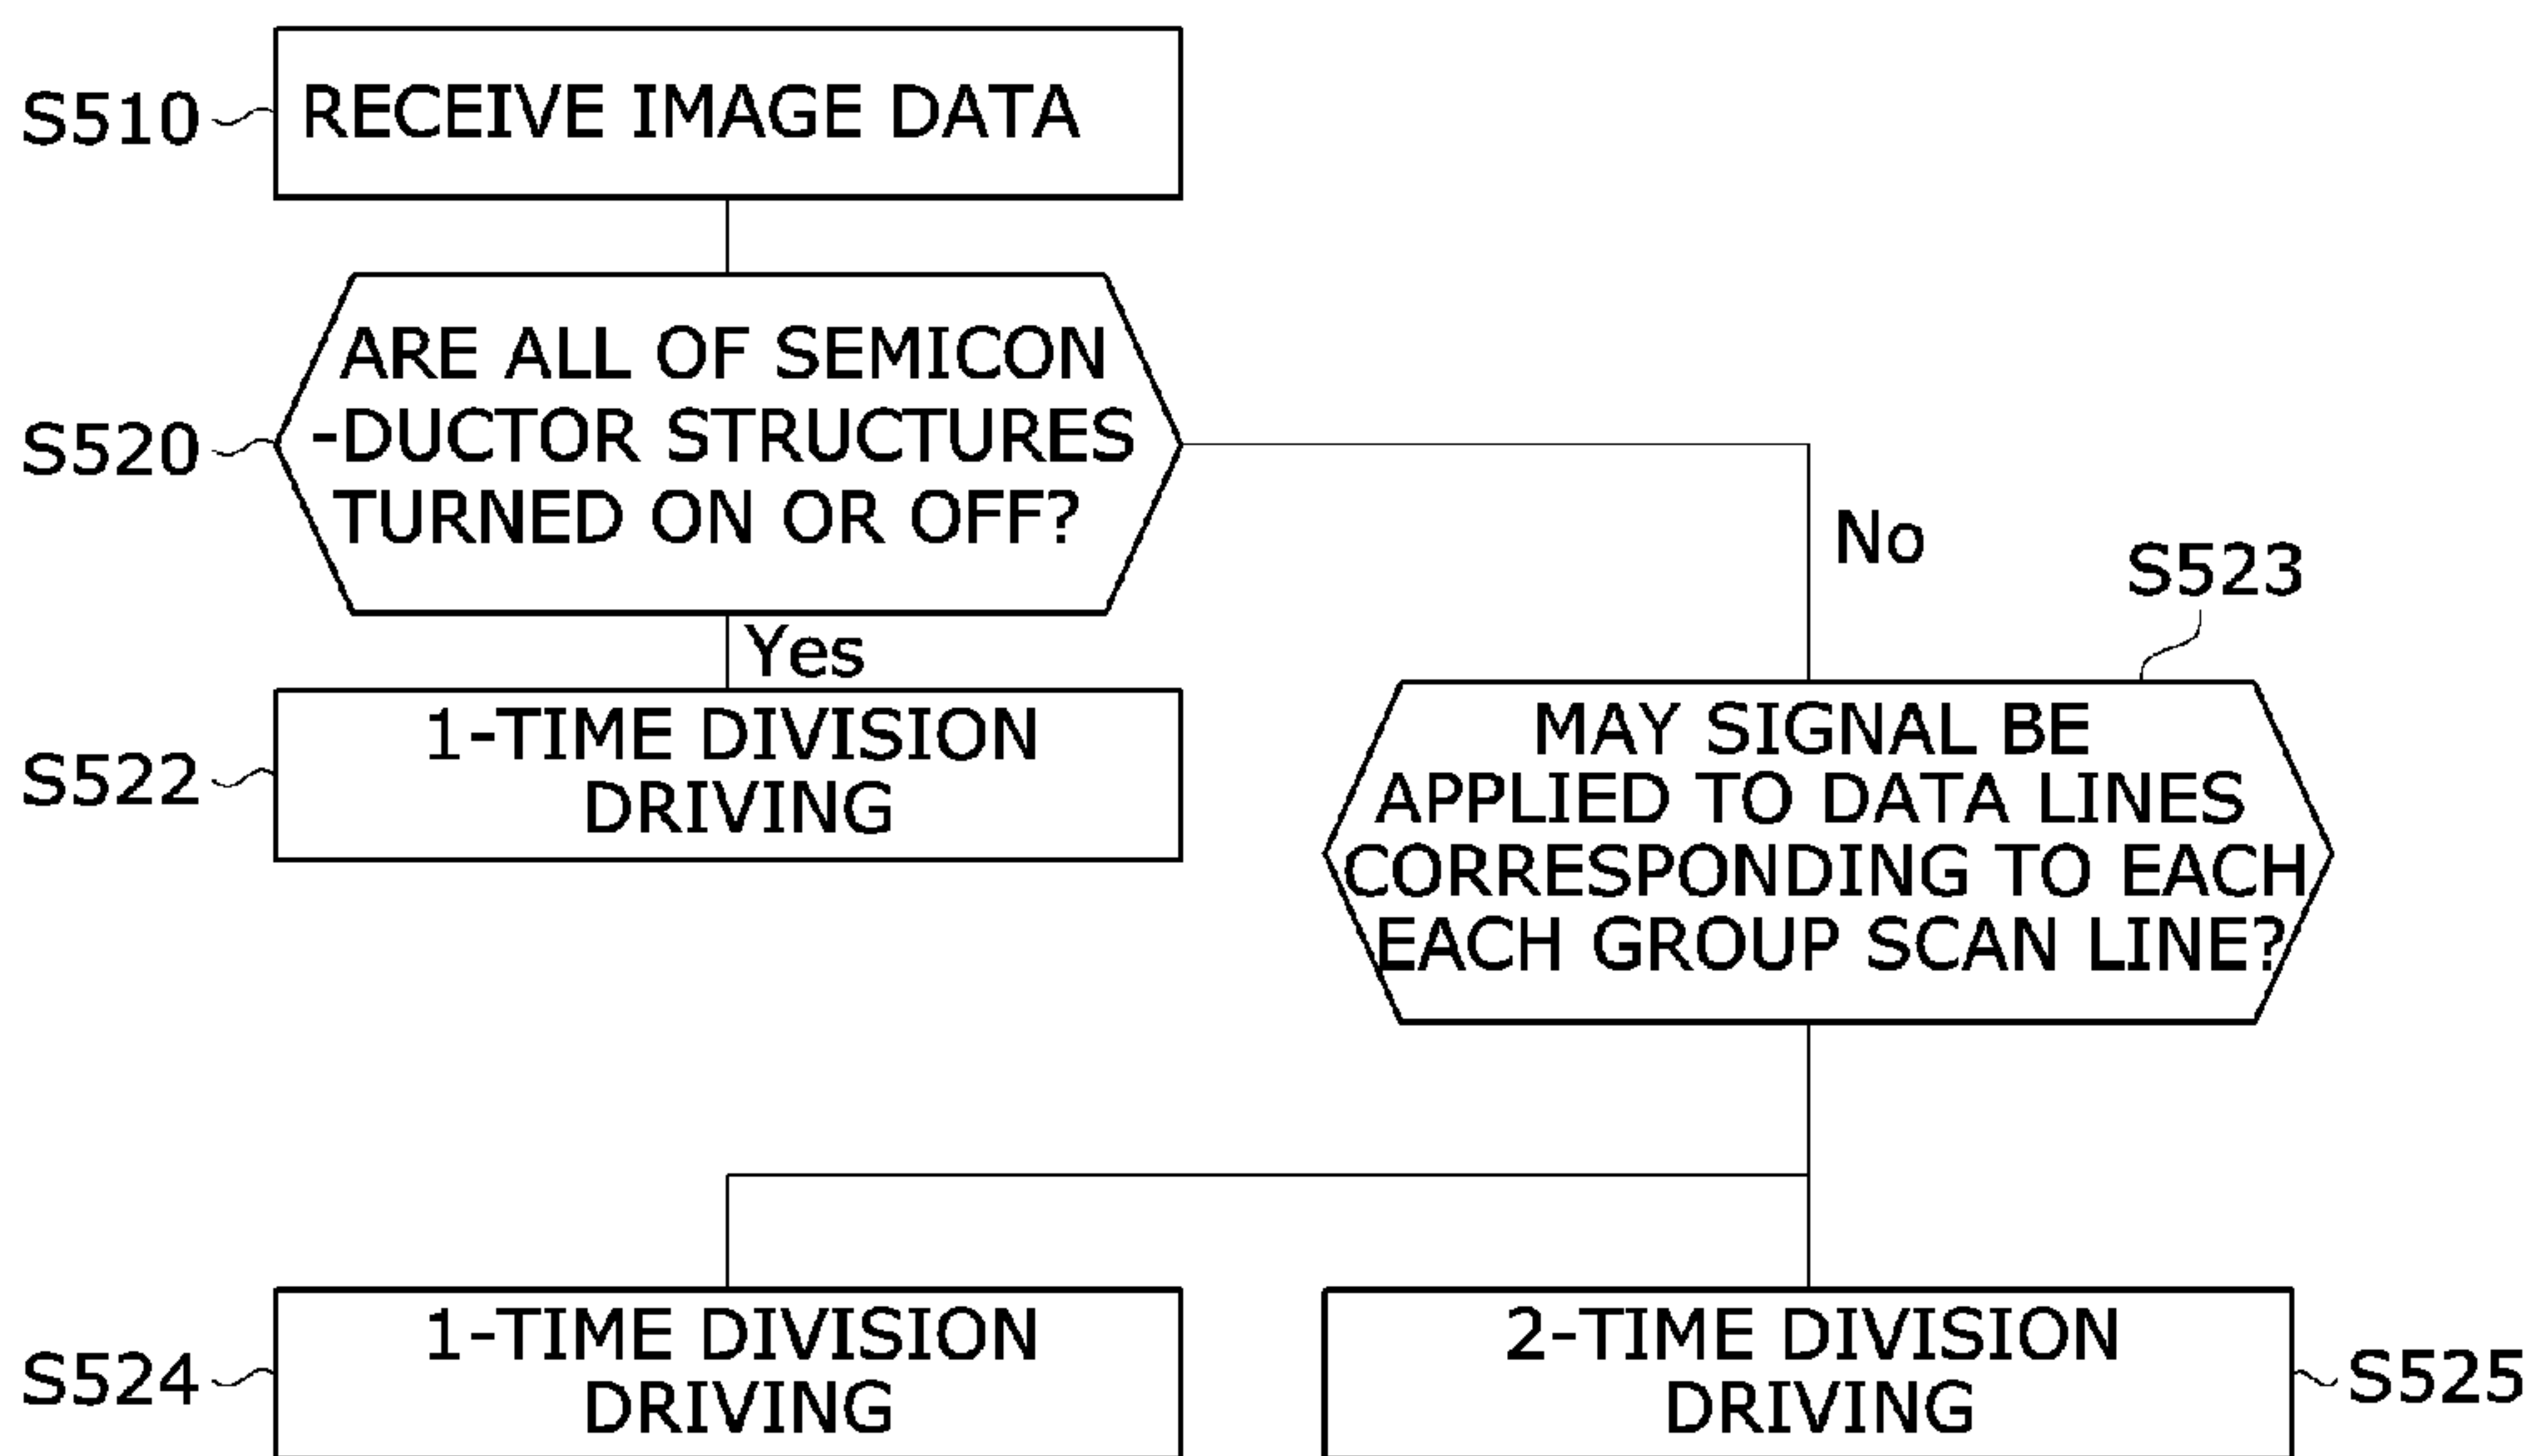 S510
RECEIVE IMAGE DATA
S520
ARE ALL OF SEMICON
-DUCTOR STRUCTURES
TURNED ON OR OFF?
No
Yes
S522
1-TIME DIVISION
DRIVING
S523
MAY SIGNAL BE
APPLIED TO DATA LINES
CORRESPONDING TO EACH
EACH GROUP SCAN LINE?
S524
1-TIME DIVISION
DRIVING
2-TIME DIVISION
DRIVING
S525